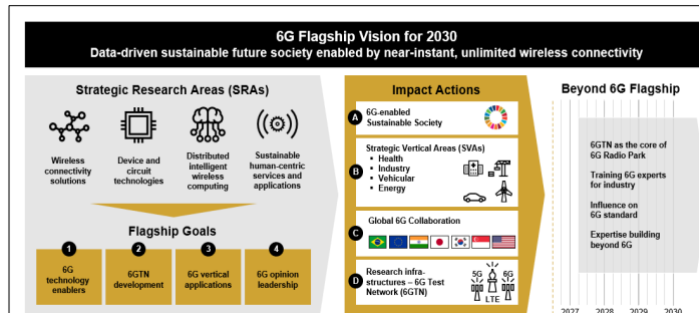 6G Flagship Vision for 2030
Data-driven sustainable future society enabled by near-instant, unlimited wireless connectivity
Strategic Research Areas (SRAs)
Wireless
connectivity
solutions
Device and
circuit
technologies
Distributed
intelligent
wireless
computing
Sustainable
human-centric
services and
applications
Flagship Goals
1
6G
technology
enablers
2
6GTN
development
3
6G vertical
applications
4
6G opinion
leadership
Impact Actions
A
6G-enabled
Sustainable Society
B
Strategic Vertical Areas (SVAs)
• Health
• Industry
• Vehicular
• Energy
C
Global 6G Collaboration
D
Research infra-
structures – 6G Test
Network (6GTN)
5G
6G
LTE
Beyond 6G Flagship
6GTN as the core of
6G Radio Park
Training 6G experts
for industry
Influence on
6G standard
Expertise building
beyond 6G
2027 2028 2029 2030